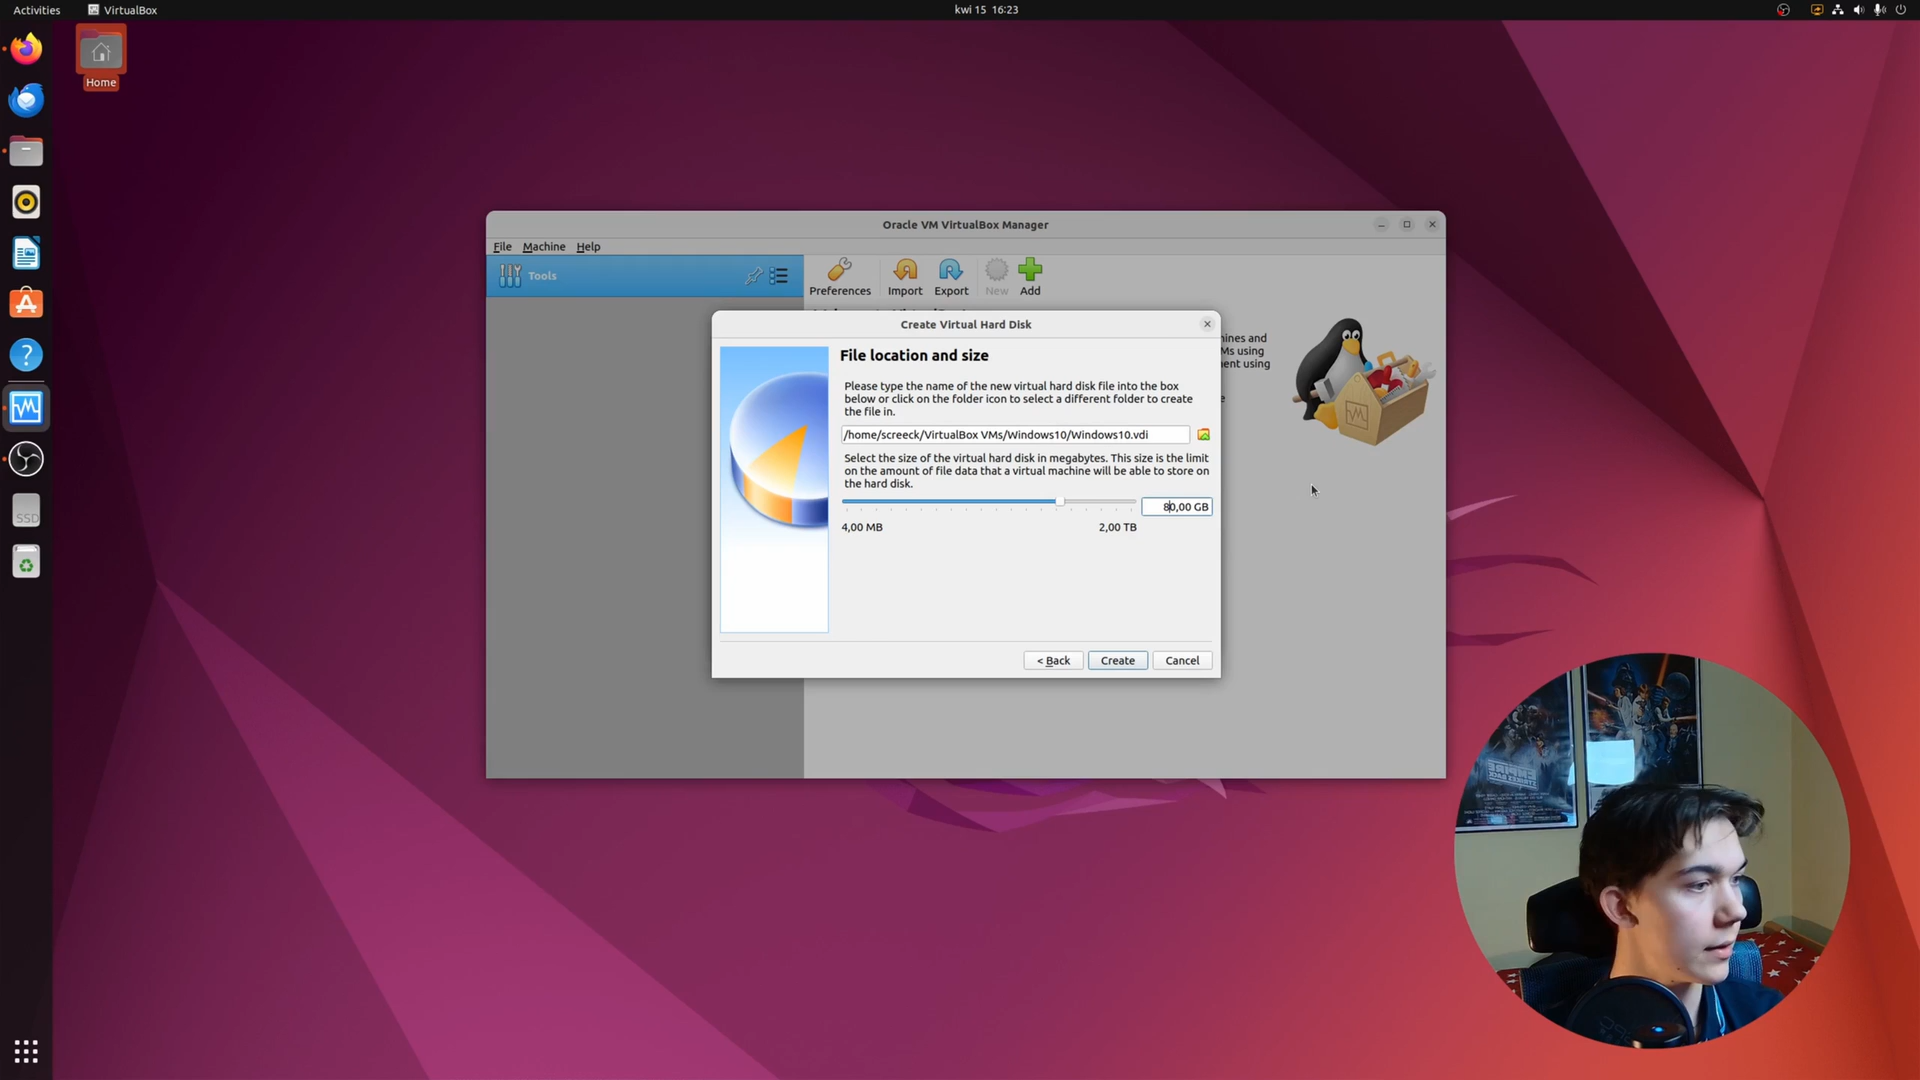 Activities
VirtualBox
kwi 15 16:23
Home
Oracle VM VirtualBox Manager
File Machine Help
Tools
Preferences
Import
Export
New
Add
ines and
Ms using
ent using
Create Virtual Hard Disk
File location and size
Please type the name of the new virtual hard disk file into the box
below or click on the folder icon to select a different folder to create
the file in.
/home/screeck/VirtualBox VMs/Windows10/Windows10.vdi
Select the size of the virtual hard disk in megabytes. This size is the limit
on the amount of file data that a virtual machine will be able to store on
the hard disk.
80,00 GB
4,00 MB
2,00 TB
< Back
Create
Cancel
SSD